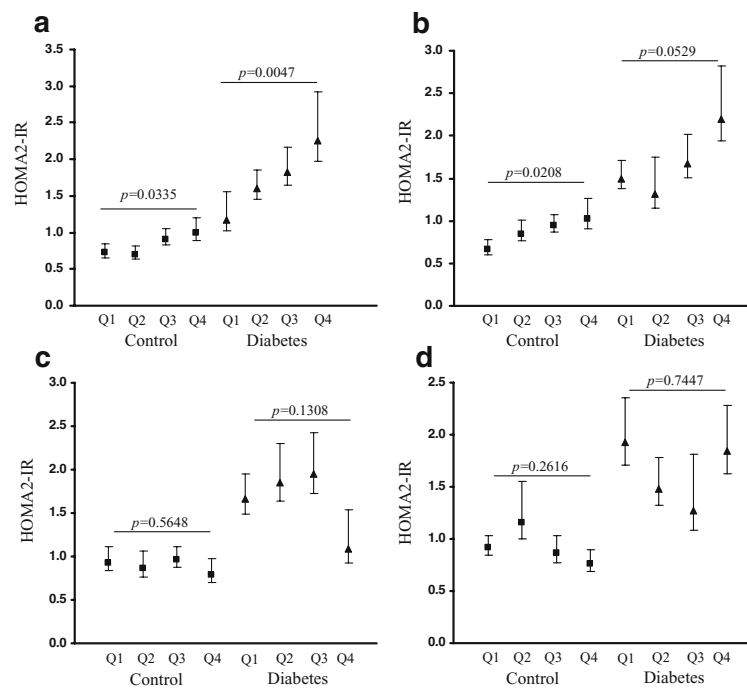 a
3.5
3.0
2.5
2.0
1.5
1.0
0.5
0.0
HOMA2-IR
p=0.0335
p=0.0047
Q1 Q2 Q3 Q4 Q1 Q2 Q3 Q4
Control Diabetes
b
3.0
2.5
2.0
1.5
1.0
0.5
0.0
HOMA2-IR
p=0.0208
p=0.0529
Q1 Q2 Q3 Q4 Q1 Q2 Q3 Q4
Control Diabetes
c
3.0
2.5
2.0
1.5
1.0
0.5
0.0
HOMA2-IR
p=0.5648
p=0.1308
Q1 Q2 Q3 Q4 Q1 Q2 Q3 Q4
Control Diabetes
d
2.5
2.0
1.5
1.0
0.5
0.0
HOMA2-IR
p=0.2616
p=0.7447
Q1 Q2 Q3 Q4 Q1 Q2 Q3 Q4
Control Diabetes